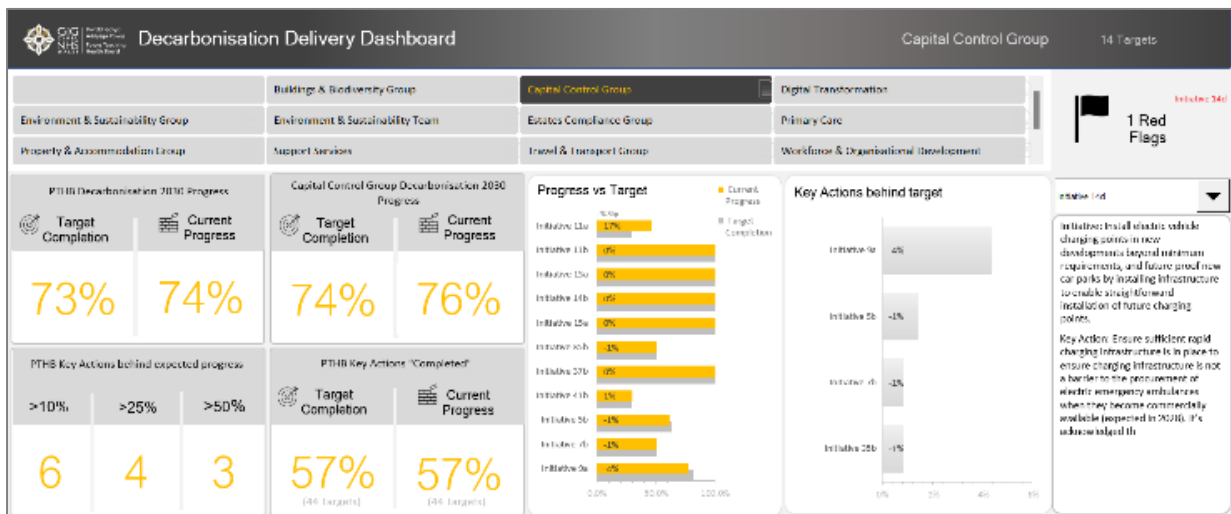 GIG
NHS
Decarbonisation Delivery Dashboard
Capital Control Group
14 Targets
Buildings & Biodiversity Group
Capital Control Group
Digital Transformation
Environment & Sustainability Group
Environment & Sustainability Team
Estates Compliance Group
Primary Care
Property & Accommodation Group
Support Services
Travel & Transport Group
Workforce & Organisational Development
Initiative 14d
1 Red
Flags
PTHB Decarbonisation 2030 Progress
Target
Completion
Current
Progress
73%
74%
Capital Control Group Decarbonisation 2030
Progress
Target
Completion
Current
Progress
74%
76%
PTHB Key Actions behind expected progress
>10%
>25%
>50%
6
4
3
PTHB Key Actions "Completed"
Target
Completion
Current
Progress
57%
(44 Targets)
57%
(44 Targets)
Progress vs Target
Current
Progress
Target
Completion
Initiative 11a
17%
Initiative 11b
0%
0%
Initiative 14b
0%
Initiative 15a
0%
-1%
0%
1%
Initiative 5b
-1%
Initiative 7b
-1%
Initiative 9a
0.0%
50.0%
100.0%
Key Actions behind target
Initiative 9a
Initiative 5b
-1%
Initiative 7b
-1%
Initiative 35b
-1%
0%
4%
Initiative 14d
Initiative: Install electric vehicle
charging points in new
developments beyond minimum
requirements, and future proof new
car parks by installing infrastructure
to enable straightforward
installation of future charging
points.
Key Action: Ensure sufficient rapid
charging infrastructure is in place to
ensure charging infrastructure is not
a barrier to the procurement of
electric emergency ambulances
when they become commercially
available (expected in 2028). It's
acknowledged th